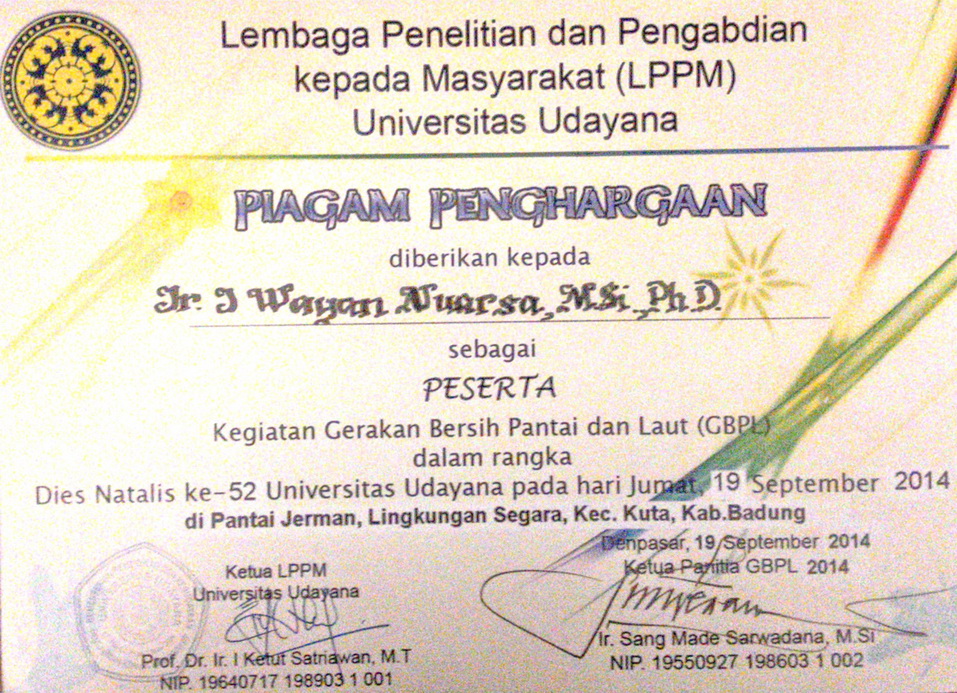 Lembaga Penelitian dan Pengabdian
kepada Masyarakat (LPPM)
Universitas Udayana
PIAGAM PENGHARGAAN
diberikan kepada
Ir. I Wayan Nuarsa, M.Si., Ph.D.
sebagai
PESERTA
Kegiatan Gerakan Bersih Pantai dan Laut (GBPL)
dalam rangka
Dies Natalis ke-52 Universitas Udayana pada hari Jumat, 19 September 2014
di Pantai Jerman, Lingkungan Segara, Kec. Kuta, Kab.Badung
Denpasar, 19 September 2014
Ketua Panitia GBPL 2014
Ir. Sang Made Sarwadana, M.Si
NIP. 19550927 198603 1 002
Ketua LPPM
Universitas Udayana
Prof. Dr. Ir. I Ketut Satriawan, M.T
NIP. 19640717 198903 1 001